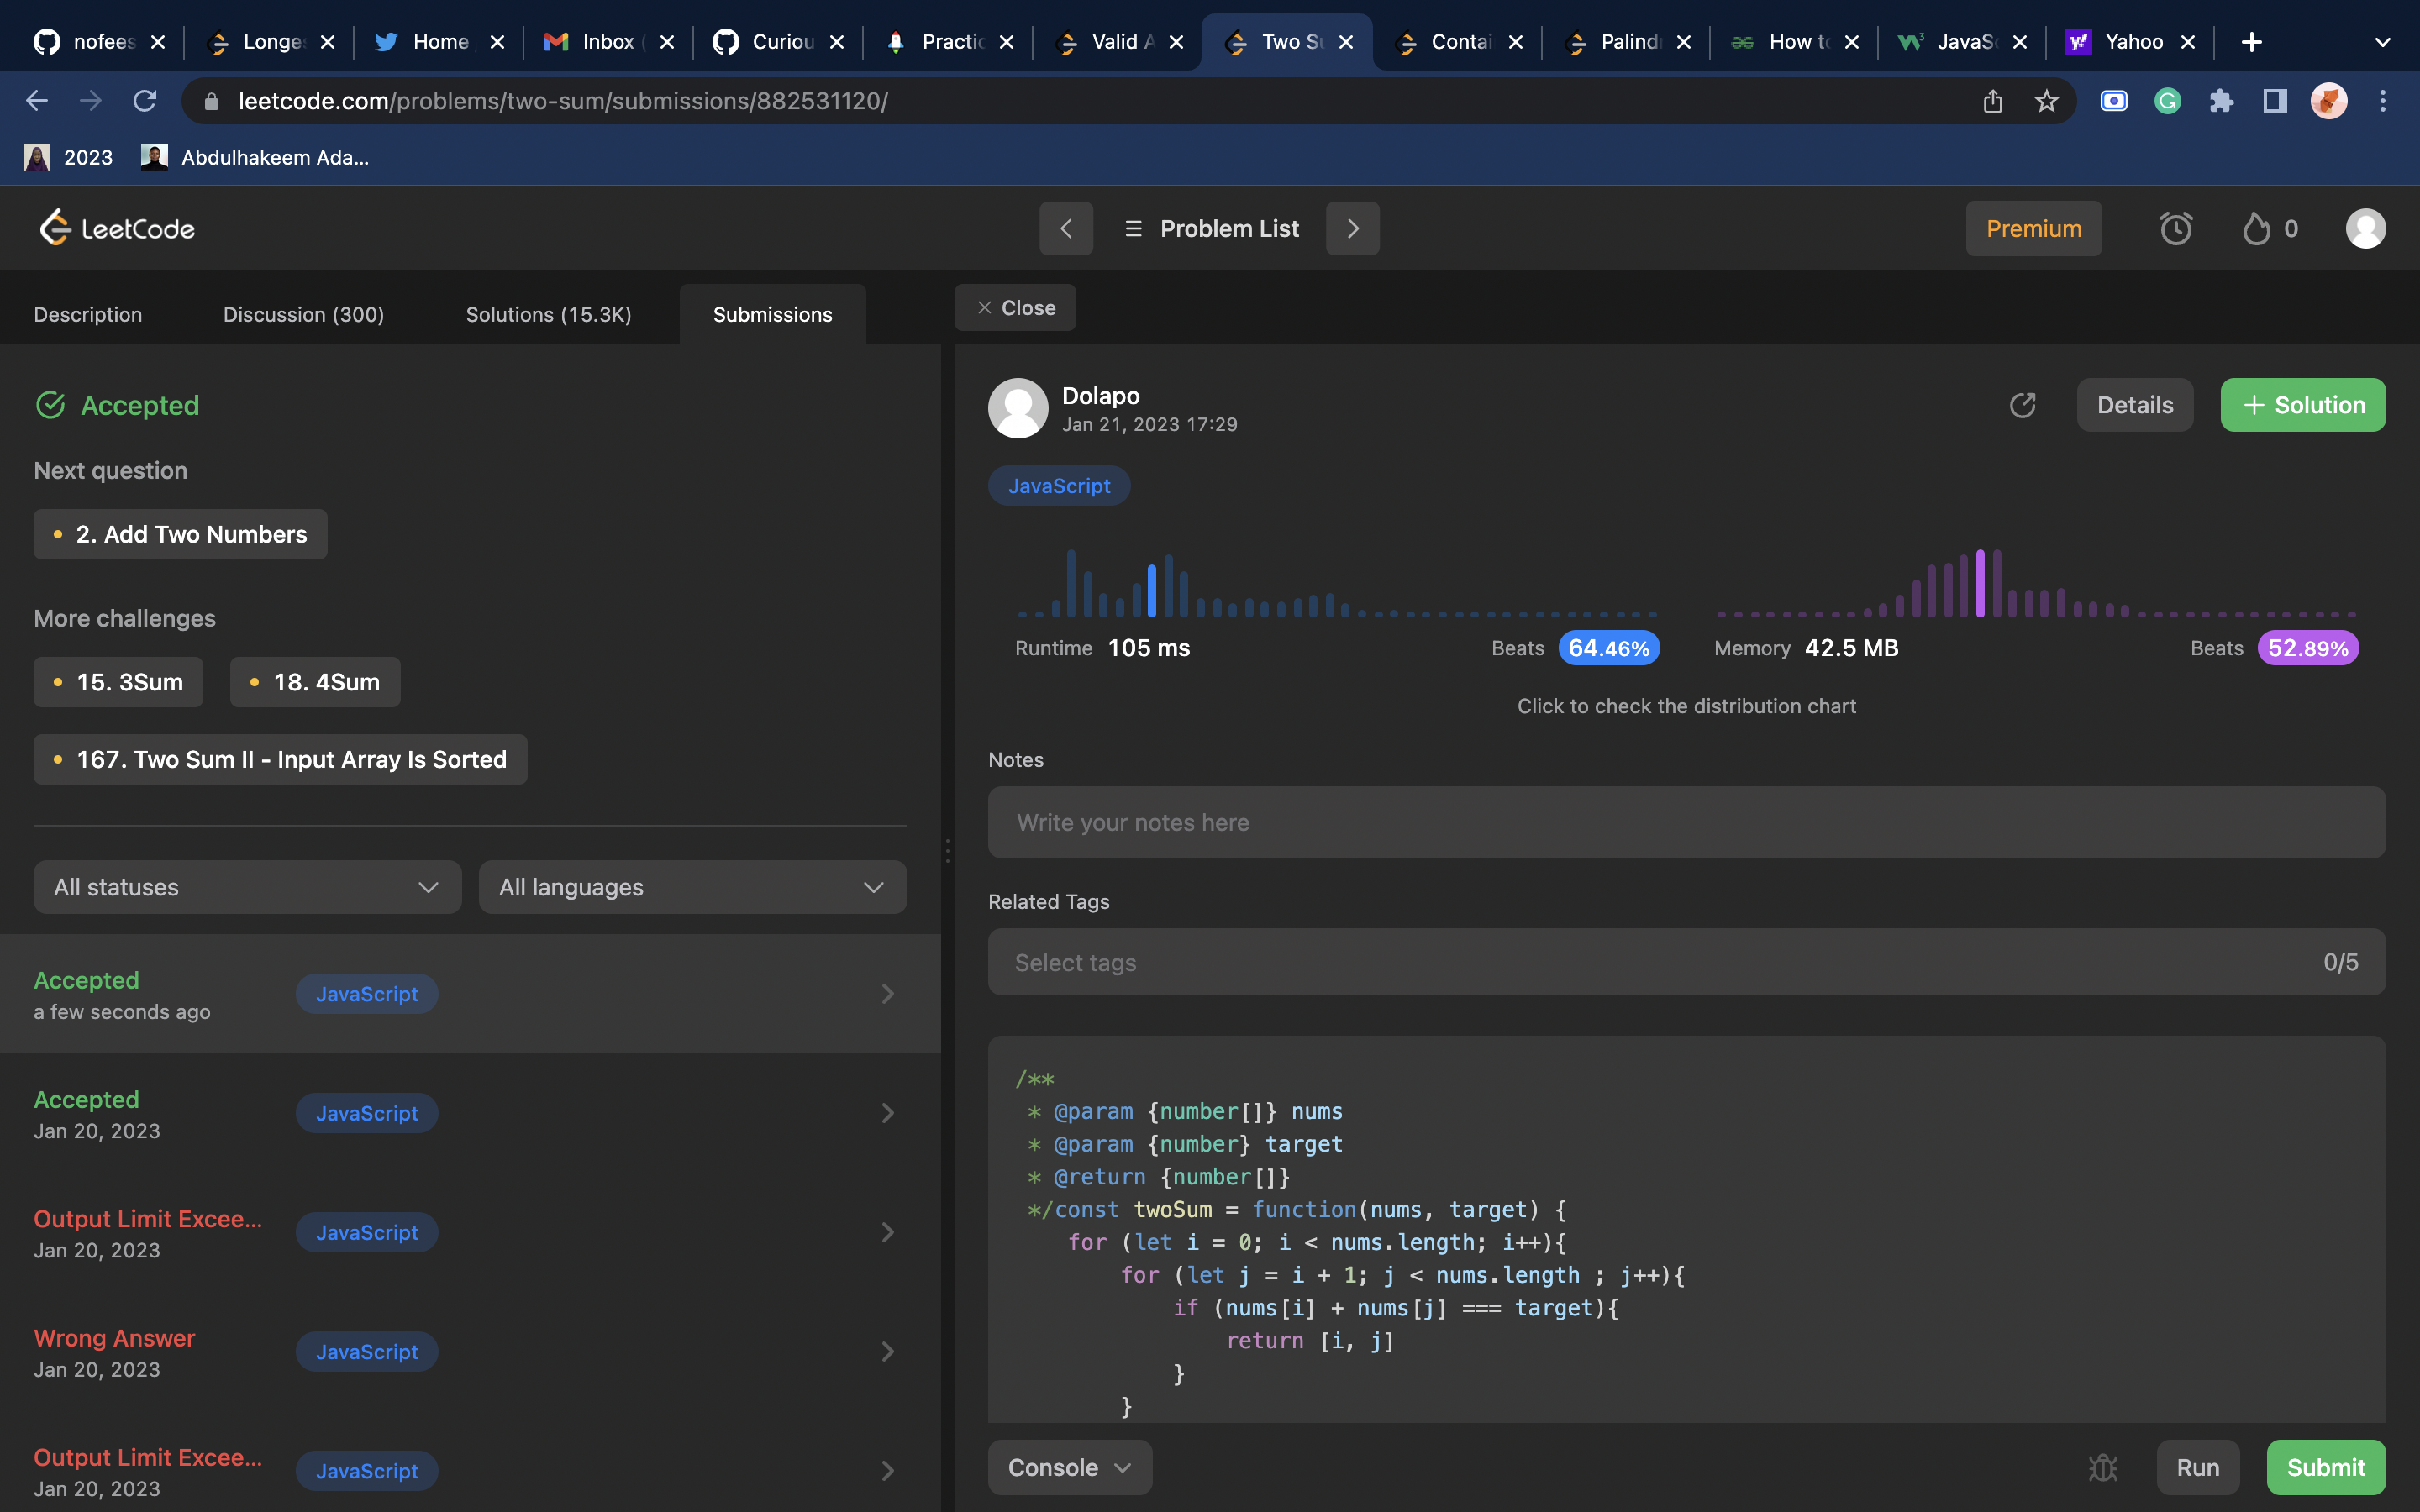 nofees
Longe
Home
Inbox (
Curiou
Practic
Valid A
Two Su
Contai
Palind
How to
JavaSc
Yahoo
leetcode.com/problems/two-sum/submissions/882531120/
2023
Abdulhakeem Ada...
LeetCode
Problem List
Premium
0
Description
Discussion (300)
Solutions (15.3K)
Submissions
Close
Accepted
Next question
2. Add Two Numbers
More challenges
15. 3Sum
18. 4Sum
167. Two Sum II - Input Array Is Sorted
All statuses
All languages
Accepted
a few seconds ago
JavaScript
Accepted
Jan 20, 2023
JavaScript
Output Limit Excee...
Jan 20, 2023
JavaScript
Wrong Answer
Jan 20, 2023
JavaScript
Output Limit Excee...
Jan 20, 2023
JavaScript
Dolapo
Jan 21, 2023 17:29
Details
+ Solution
JavaScript
Runtime 105 ms
Beats 64.46%
Memory 42.5 MB
Beats 52.89%
Click to check the distribution chart
Notes
Write your notes here
Related Tags
Select tags
0/5
/**
 * @param {number[]} nums
 * @param {number} target
 * @return {number[]}
 */const twoSum = function(nums, target) {
    for (let i = 0; i < nums.length; i++){
        for (let j = i + 1; j < nums.length ; j++){
            if (nums[i] + nums[j] === target){
                return [i, j]
            }
        }
Console
Run
Submit